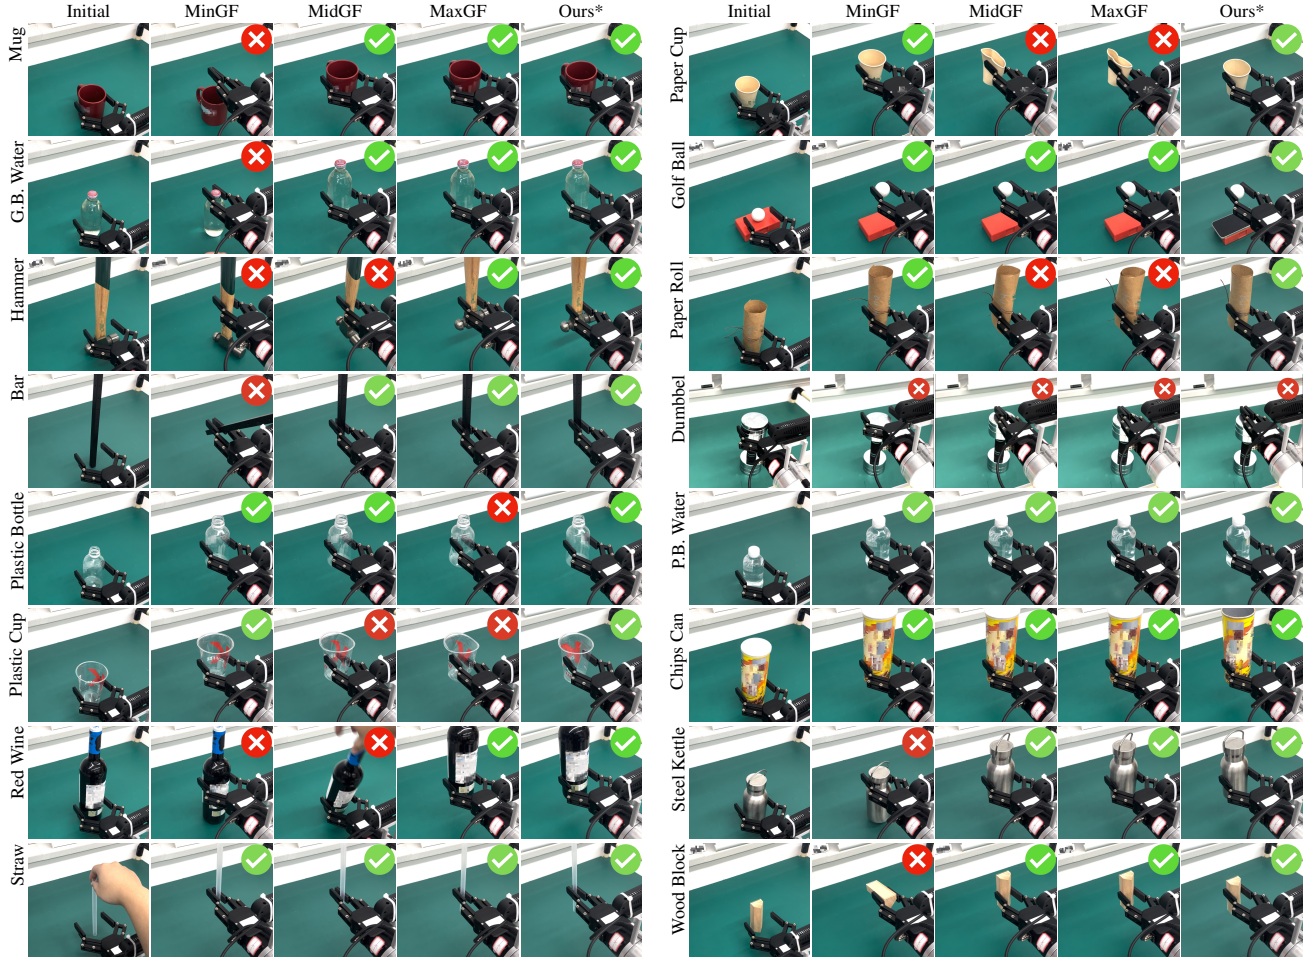 Initial MinGF MidGF MaxGF Ours*
Mug
G.B. Water
Hammer
Bar
Plastic Bottle
Plastic Cup
Red Wine
Straw
Initial MinGF MidGF MaxGF Ours*
Paper Cup
Golf Ball
Paper Roll
Dumbbel
P.B. Water
Chips Can
Steel Kettle
Wood Block